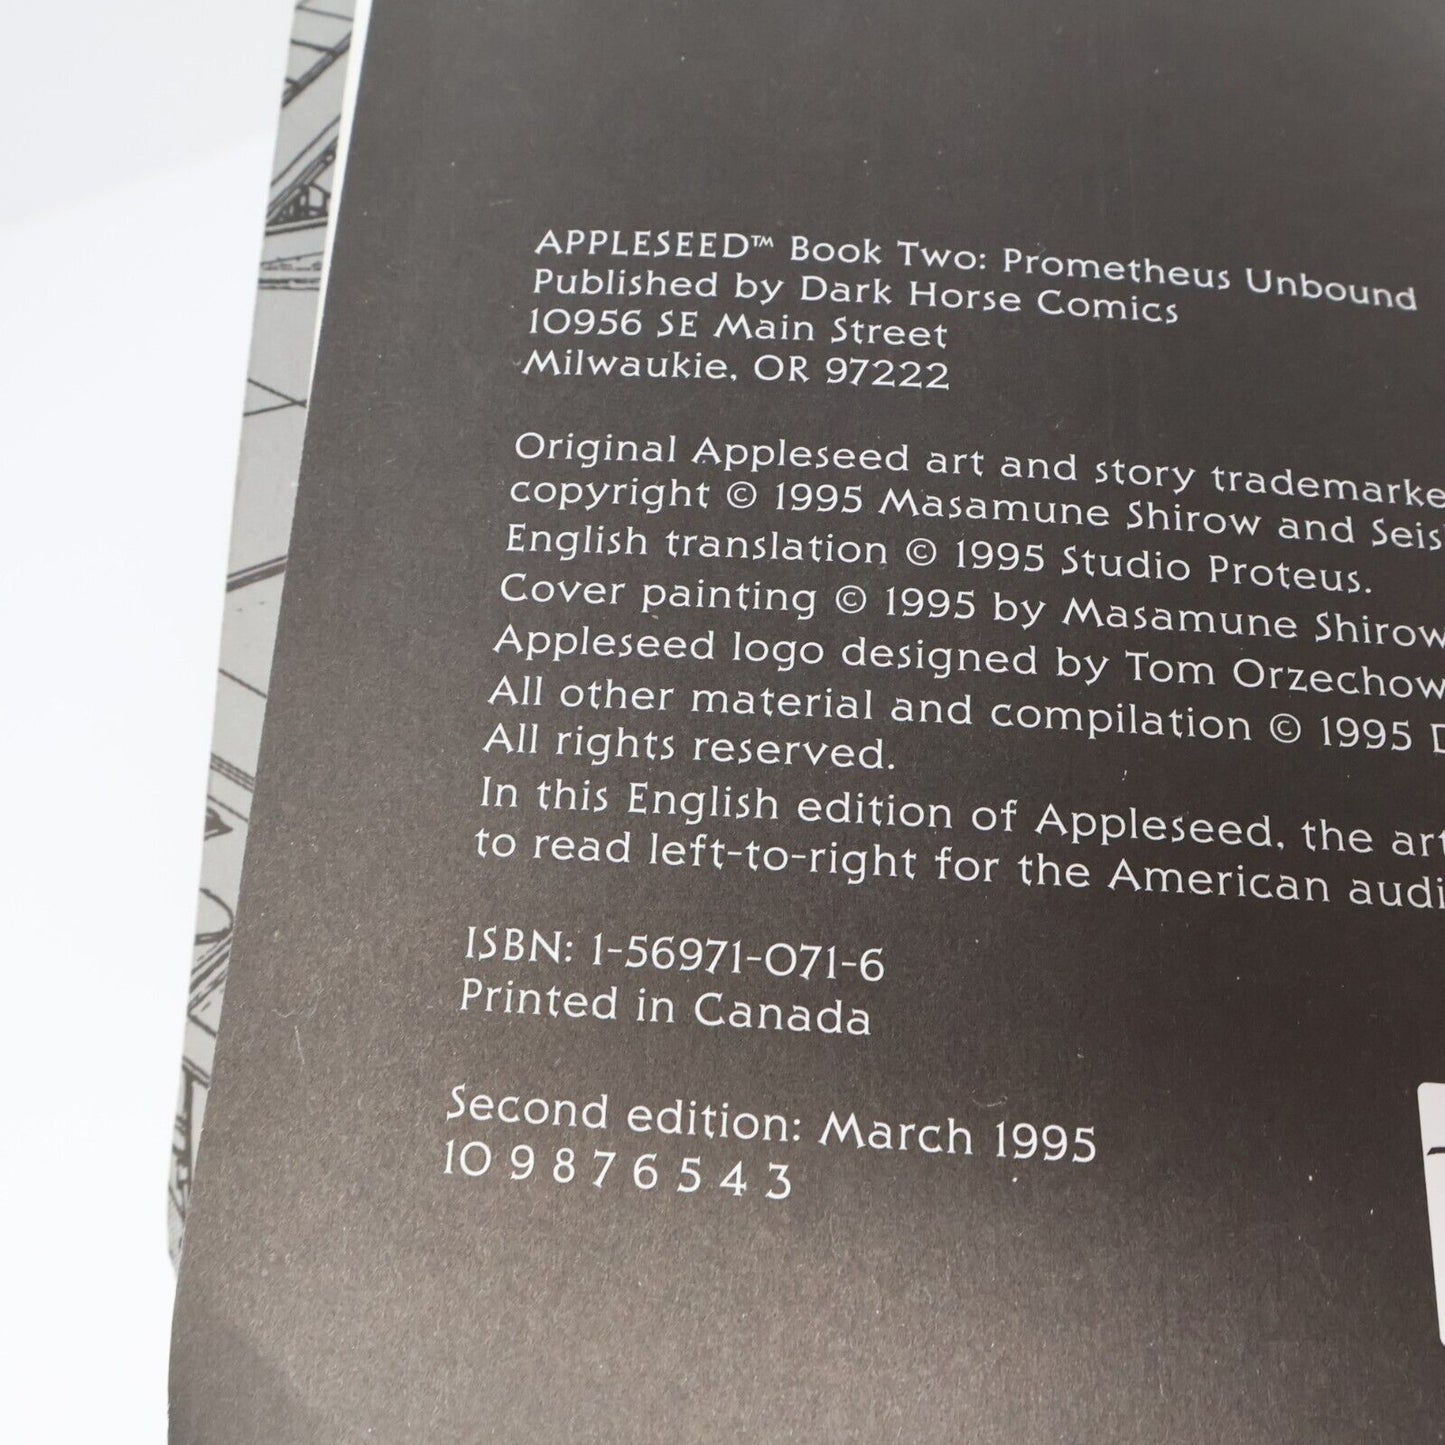 APPLESEED™ Book Two: Prometheus Unbound
Published by Dark Horse Comics
10956 SE Main Street
Milwaukie, OR 97222
Original Appleseed art and story trademarke
copyright © 1995 Masamune Shirow and Seis
English translation © 1995 Studio Proteus.
Cover painting © 1995 by Masamune Shirow
Appleseed logo designed by Tom Orzechow
All other material and compilation © 1995 D
All rights reserved.
In this English edition of Appleseed, the art
to read left-to-right for the American audi
ISBN: 1-56971-071-6
Printed in Canada
Second edition: March 1995
10 9 8 7 6 5 4 3